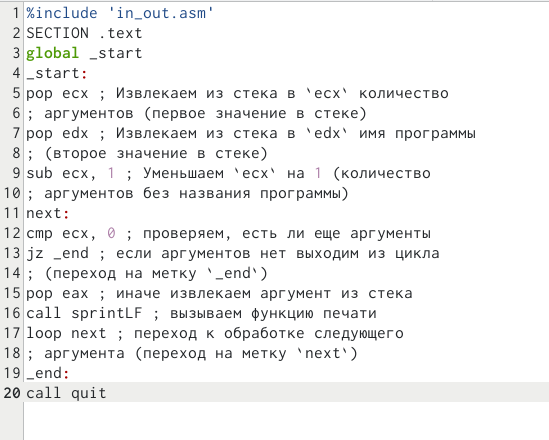 1 %include 'in_out.asm'
2 SECTION .text
3 global _start
4 _start:
5 pop ecx ; Извлекаем из стека в `ecx` количество
6 ; аргументов (первое значение в стеке)
7 pop edx ; Извлекаем из стека в `edx` имя программы
8 ; (второе значение в стеке)
9 sub ecx, 1 ; Уменьшаем `ecx` на 1 (количество
10 ; аргументов без названия программы)
11 next:
12 cmp ecx, 0 ; проверяем, есть ли еще аргументы
13 jz _end ; если аргументов нет выходим из цикла
14 ; (переход на метку `_end`)
15 pop eax ; иначе извлекаем аргумент из стека
16 call sprintLF ; вызываем функцию печати
17 loop next ; переход к обработке следующего
18 ; аргумента (переход на метку `next`)
19 _end:
20 call quit